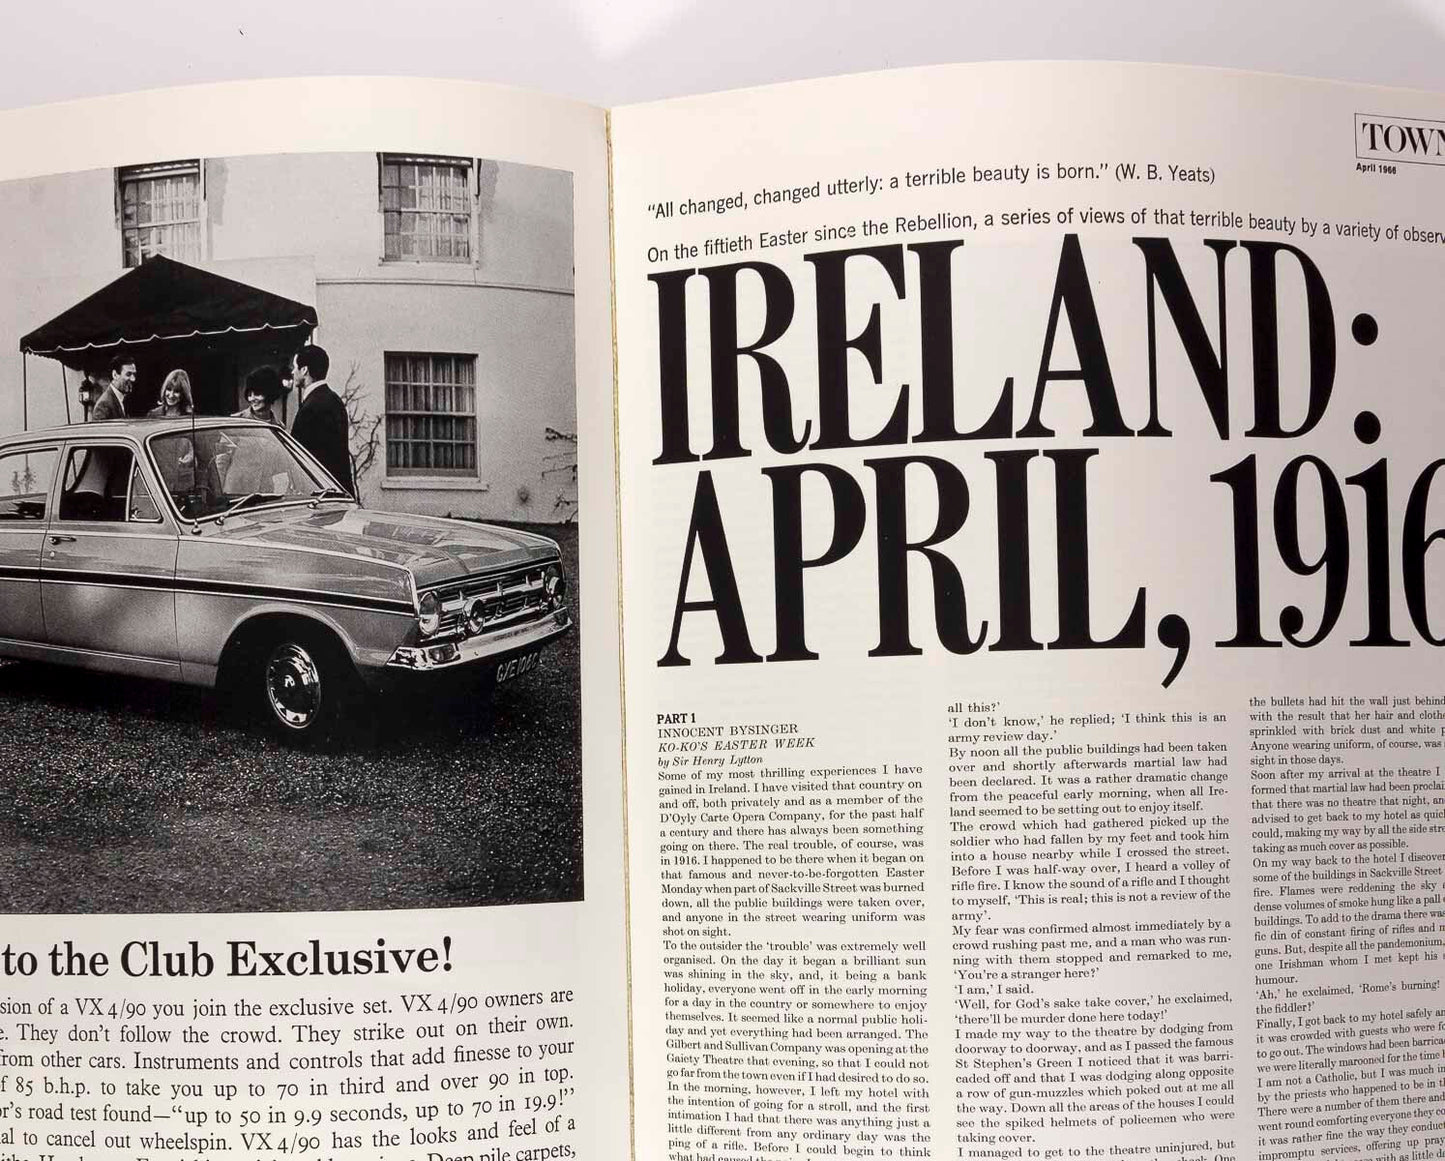 GXE 100C
to the Club Exclusive!
sion of a VX 4/90 you join the exclusive set. VX 4/90 owners are
e. They don't follow the crowd. They strike out on their own.
from other cars. Instruments and controls that add finesse to your
f 85 b.h.p. to take you up to 70 in third and over 90 in top.
or's road test found—“up to 50 in 9.9 seconds, up to 70 in 19.9!”
al to cancel out wheelspin. VX 4/90 has the looks and feel of a
Deep pile carpets,
TOWN
April 1966
“All changed, changed utterly: a terrible beauty is born.” (W. B. Yeats)
On the fiftieth Easter since the Rebellion, a series of views of that terrible beauty by a variety of observ
IRELAND:
APRIL, 1916
PART 1
INNOCENT BYSINGER
KO-KO'S EASTER WEEK
by Sir Henry Lytton
Some of my most thrilling experiences I have
gained in Ireland. I have visited that country on
and off, both privately and as a member of the
D'Oyly Carte Opera Company, for the past half
a century and there has always been something
going on there. The real trouble, of course, was
in 1916. I happened to be there when it began on
that famous and never-to-be-forgotten Easter
Monday when part of Sackville Street was burned
down, all the public buildings were taken over,
and anyone in the street wearing uniform was
shot on sight.
To the outsider the ‘trouble’ was extremely well
organised. On the day it began a brilliant sun
was shining in the sky, and, it being a bank
holiday, everyone went off in the early morning
for a day in the country or somewhere to enjoy
themselves. It seemed like a normal public holi-
day and yet everything had been arranged. The
Gilbert and Sullivan Company was opening at the
Gaiety Theatre that evening, so that I could not
go far from the town even if I had desired to do so.
In the morning, however, I left my hotel with
the intention of going for a stroll, and the first
intimation I had that there was anything just a
little different from any ordinary day was the
ping of a rifle. Before I could begin to think
what had caused the
all this?’
‘I don't know,’ he replied; ‘I think this is an
army review day.’
By noon all the public buildings had been taken
over and shortly afterwards martial law had
been declared. It was a rather dramatic change
from the peaceful early morning, when all Ire-
land seemed to be setting out to enjoy itself.
The crowd which had gathered picked up the
soldier who had fallen by my feet and took him
into a house nearby while I crossed the street.
Before I was half-way over, I heard a volley of
rifle fire. I know the sound of a rifle and I thought
to myself, ‘This is real; this is not a review of the
army’.
My fear was confirmed almost immediately by a
crowd rushing past me, and a man who was run-
ning with them stopped and remarked to me,
‘You're a stranger here?’
‘I am,’ I said.
‘Well, for God's sake take cover,’ he exclaimed,
‘there'll be murder done here today!’
I made my way to the theatre by dodging from
doorway to doorway, and as I passed the famous
St Stephen's Green I noticed that it was barri-
caded off and that I was dodging along opposite
a row of gun-muzzles which poked out at me all
the way. Down all the areas of the houses I could
see the spiked helmets of policemen who were
taking cover.
I managed to get to the theatre uninjured, but
One
the bullets had hit the wall just behind
with the result that her hair and clothe
sprinkled with brick dust and white p
Anyone wearing uniform, of course, was
sight in those days.
Soon after my arrival at the theatre I
formed that martial law had been proclai
that there was no theatre that night, an
advised to get back to my hotel as quick
could, making my way by all the side stre
taking as much cover as possible.
On my way back to the hotel I discover
some of the buildings in Sackville Street
fire. Flames were reddening the sky a
dense volumes of smoke hung like a pall o
buildings. To add to the drama there was
fic din of constant firing of rifles and m
guns. But, despite all the pandemonium,
one Irishman whom I met kept his s
humour.
‘Ah,’ he exclaimed, ‘Rome's burning!
the fiddler?’
Finally, I got back to my hotel safely an
it was crowded with guests who were fo
to go out. The windows had been barrica
we were literally marooned for the time b
I am not a Catholic, but I was much im
by the priests who happened to be in th
There were a number of them there and
went round comforting everyone they co
it was rather fine the way they conduct
impromptu services, offering up pray
with as little d